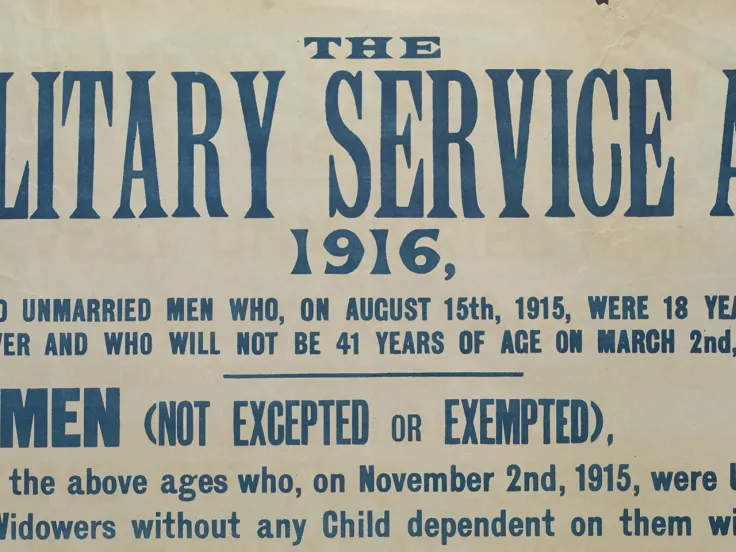 THE
LITARY SERVICE A
1916,
O UNMARRIED MEN WHO, ON AUGUST 15th, 1915, WERE 18 YEA
VER AND WHO WILL NOT BE 41 YEARS OF AGE ON MARCH 2nd,
MEN (NOT EXCEPTED OR EXEMPTED),
the above ages who, on November 2nd, 1915, were U
Widowers without any Child dependent on them wi